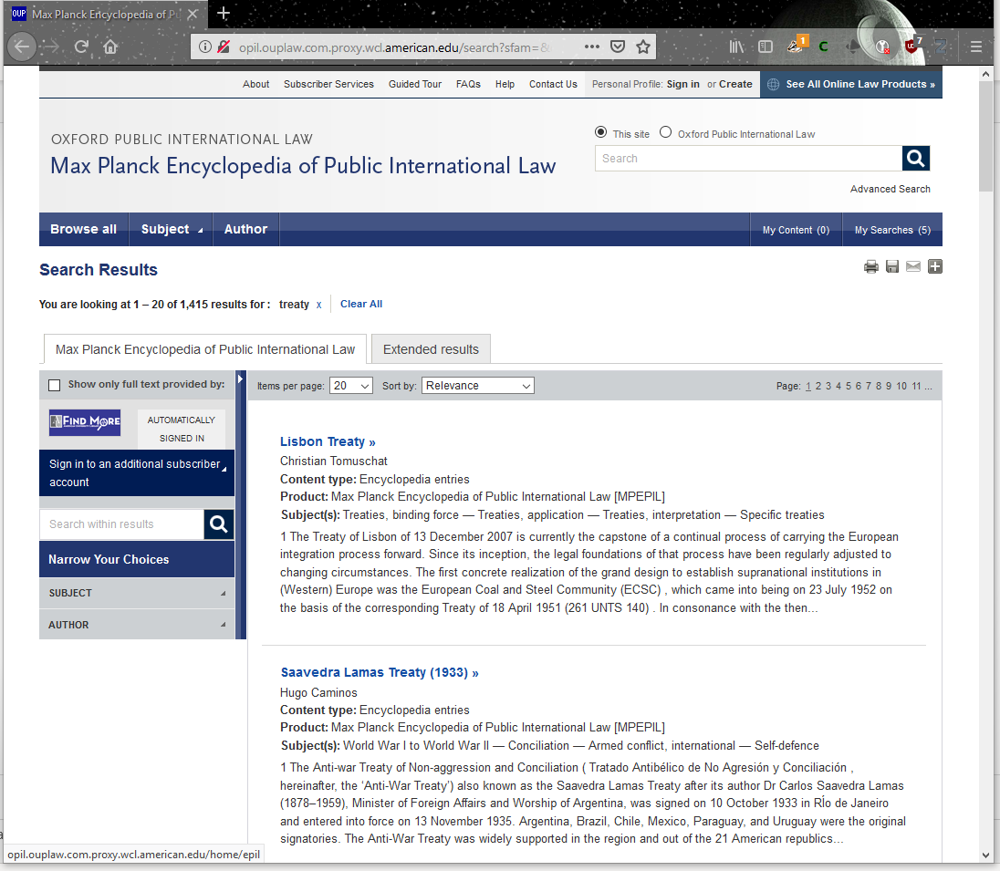 OUP Max Planck Encyclopedia of Pu
opil.ouplaw.com.proxy.wcl.american.edu/search?sfam=&
1
C
7
About Subscriber Services Guided Tour FAQs Help Contact Us Personal Profile: Sign in or Create See All Online Law Products »
OXFORD PUBLIC INTERNATIONAL LAW
Max Planck Encyclopedia of Public International Law
This site Oxford Public International Law
Search
Advanced Search
Browse all Subject Author My Content (0) My Searches (5)
Search Results
You are looking at 1 – 20 of 1,415 results for : treaty x Clear All
Max Planck Encyclopedia of Public International Law Extended results
Show only full text provided by:
FIND MORE
AUTOMATICALLY
SIGNED IN
Sign in to an additional subscriber
account
Search within results
Narrow Your Choices
SUBJECT
AUTHOR
Items per page: 20 Sort by: Relevance Page: 1 2 3 4 5 6 7 8 9 10 11 ...
Lisbon Treaty »
Christian Tomuschat
Content type: Encyclopedia entries
Product: Max Planck Encyclopedia of Public International Law [MPEPIL]
Subject(s): Treaties, binding force — Treaties, application — Treaties, interpretation — Specific treaties
1 The Treaty of Lisbon of 13 December 2007 is currently the capstone of a continual process of carrying the European
integration process forward. Since its inception, the legal foundations of that process have been regularly adjusted to
changing circumstances. The first concrete realization of the grand design to establish supranational institutions in
(Western) Europe was the European Coal and Steel Community (ECSC) , which came into being on 23 July 1952 on
the basis of the corresponding Treaty of 18 April 1951 (261 UNTS 140) . In consonance with the then...
Saavedra Lamas Treaty (1933) »
Hugo Caminos
Content type: Encyclopedia entries
Product: Max Planck Encyclopedia of Public International Law [MPEPIL]
Subject(s): World War I to World War II — Conciliation — Armed conflict, international — Self-defence
1 The Anti-war Treaty of Non-aggression and Conciliation ( Tratado Antibélico de No Agresión y Conciliación ,
hereinafter, the ‘Anti-War Treaty’) also known as the Saavedra Lamas Treaty after its author Dr Carlos Saavedra Lamas
(1878–1959), Minister of Foreign Affairs and Worship of Argentina, was signed on 10 October 1933 in RÍo de Janeiro
and entered into force on 13 November 1935. Argentina, Brazil, Chile, Mexico, Paraguay, and Uruguay were the original
signatories. The Anti-War Treaty was widely supported in the region and out of the 21 American republics...
opil.ouplaw.com.proxy.wcl.american.edu/home/epil